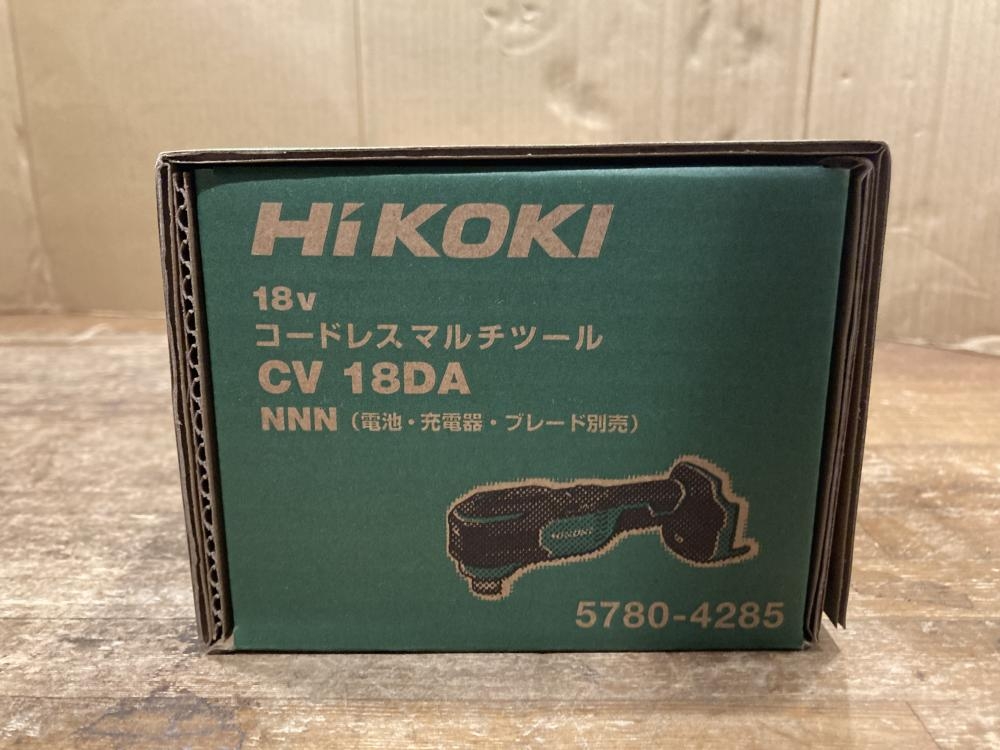 HiKOKI
18v
コードレスマルチツール
CV 18DA
NNN（電池・充電器・ブレード別売）
HiKOKI
5780-4285